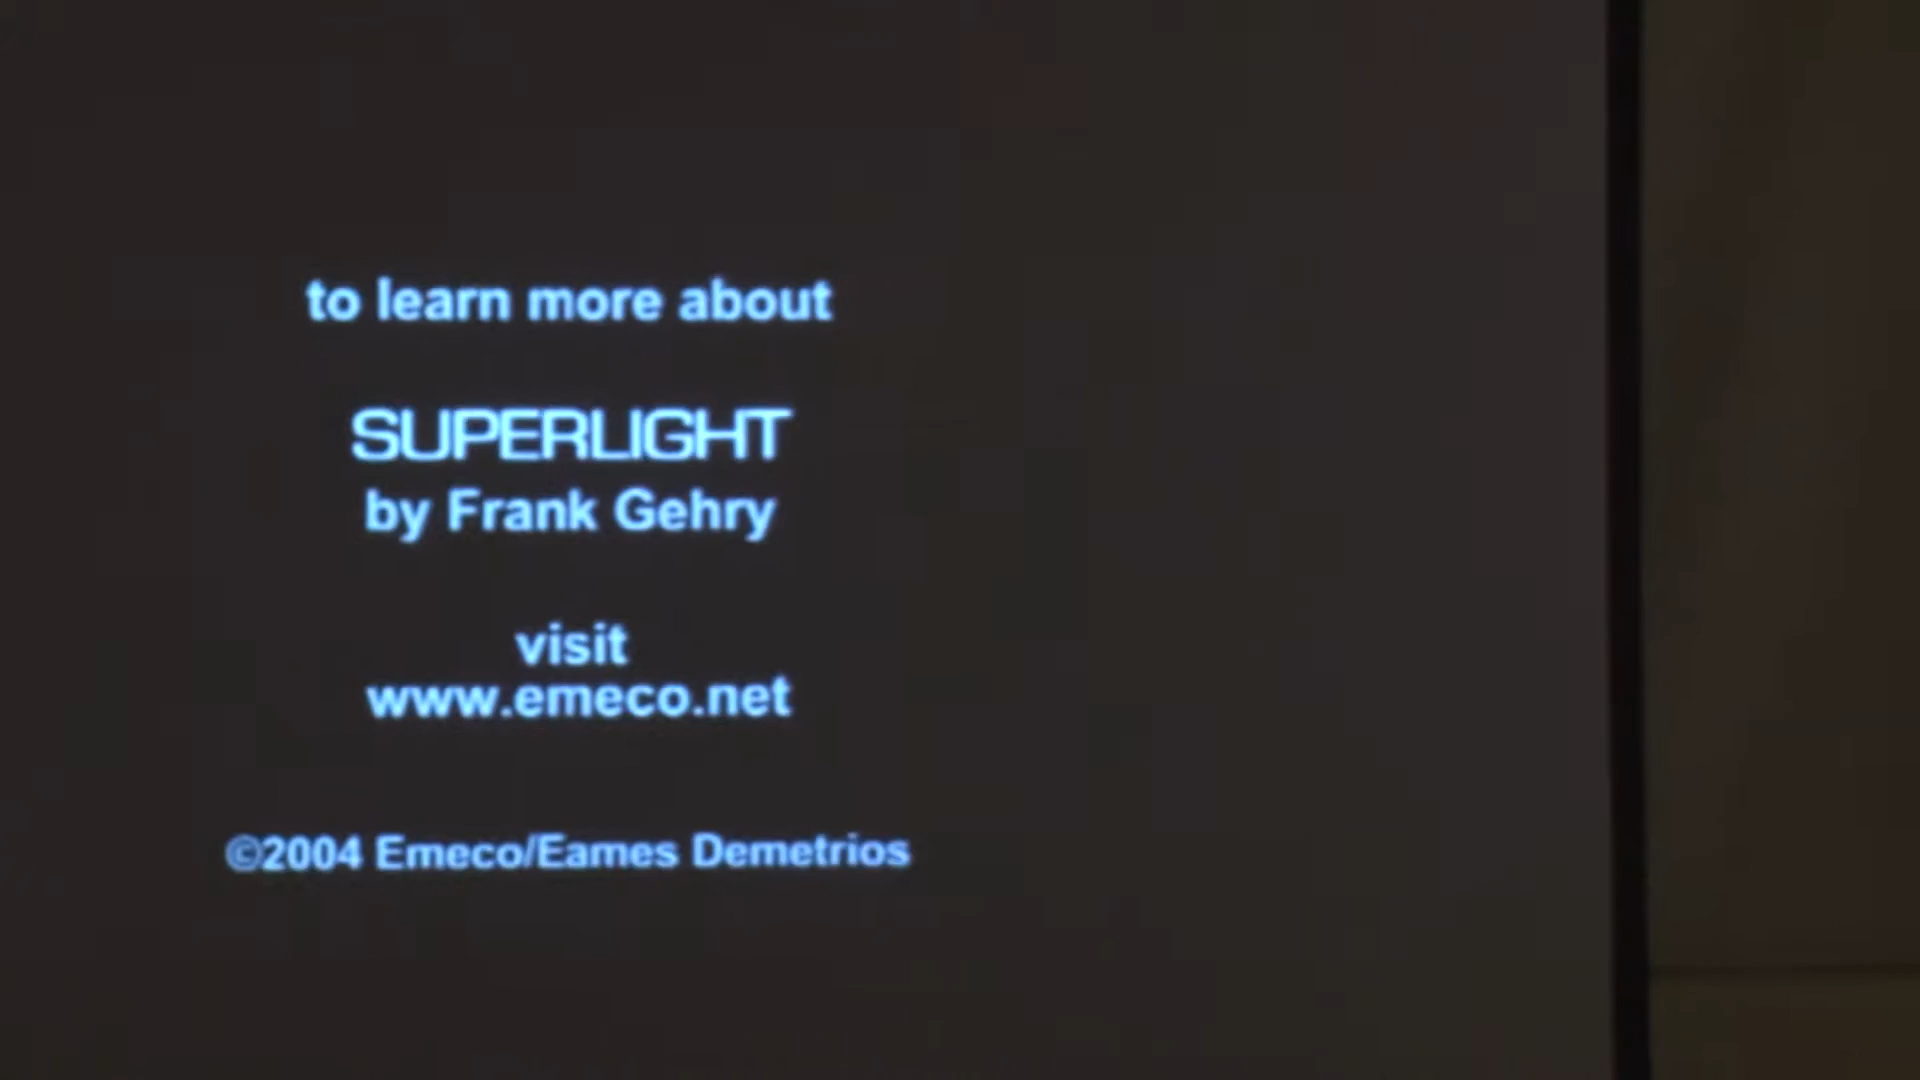 to learn more about
SUPERLIGHT
by Frank Gehry
visit
www.emeco.net
©2004 Emeco/Eames Demetrios